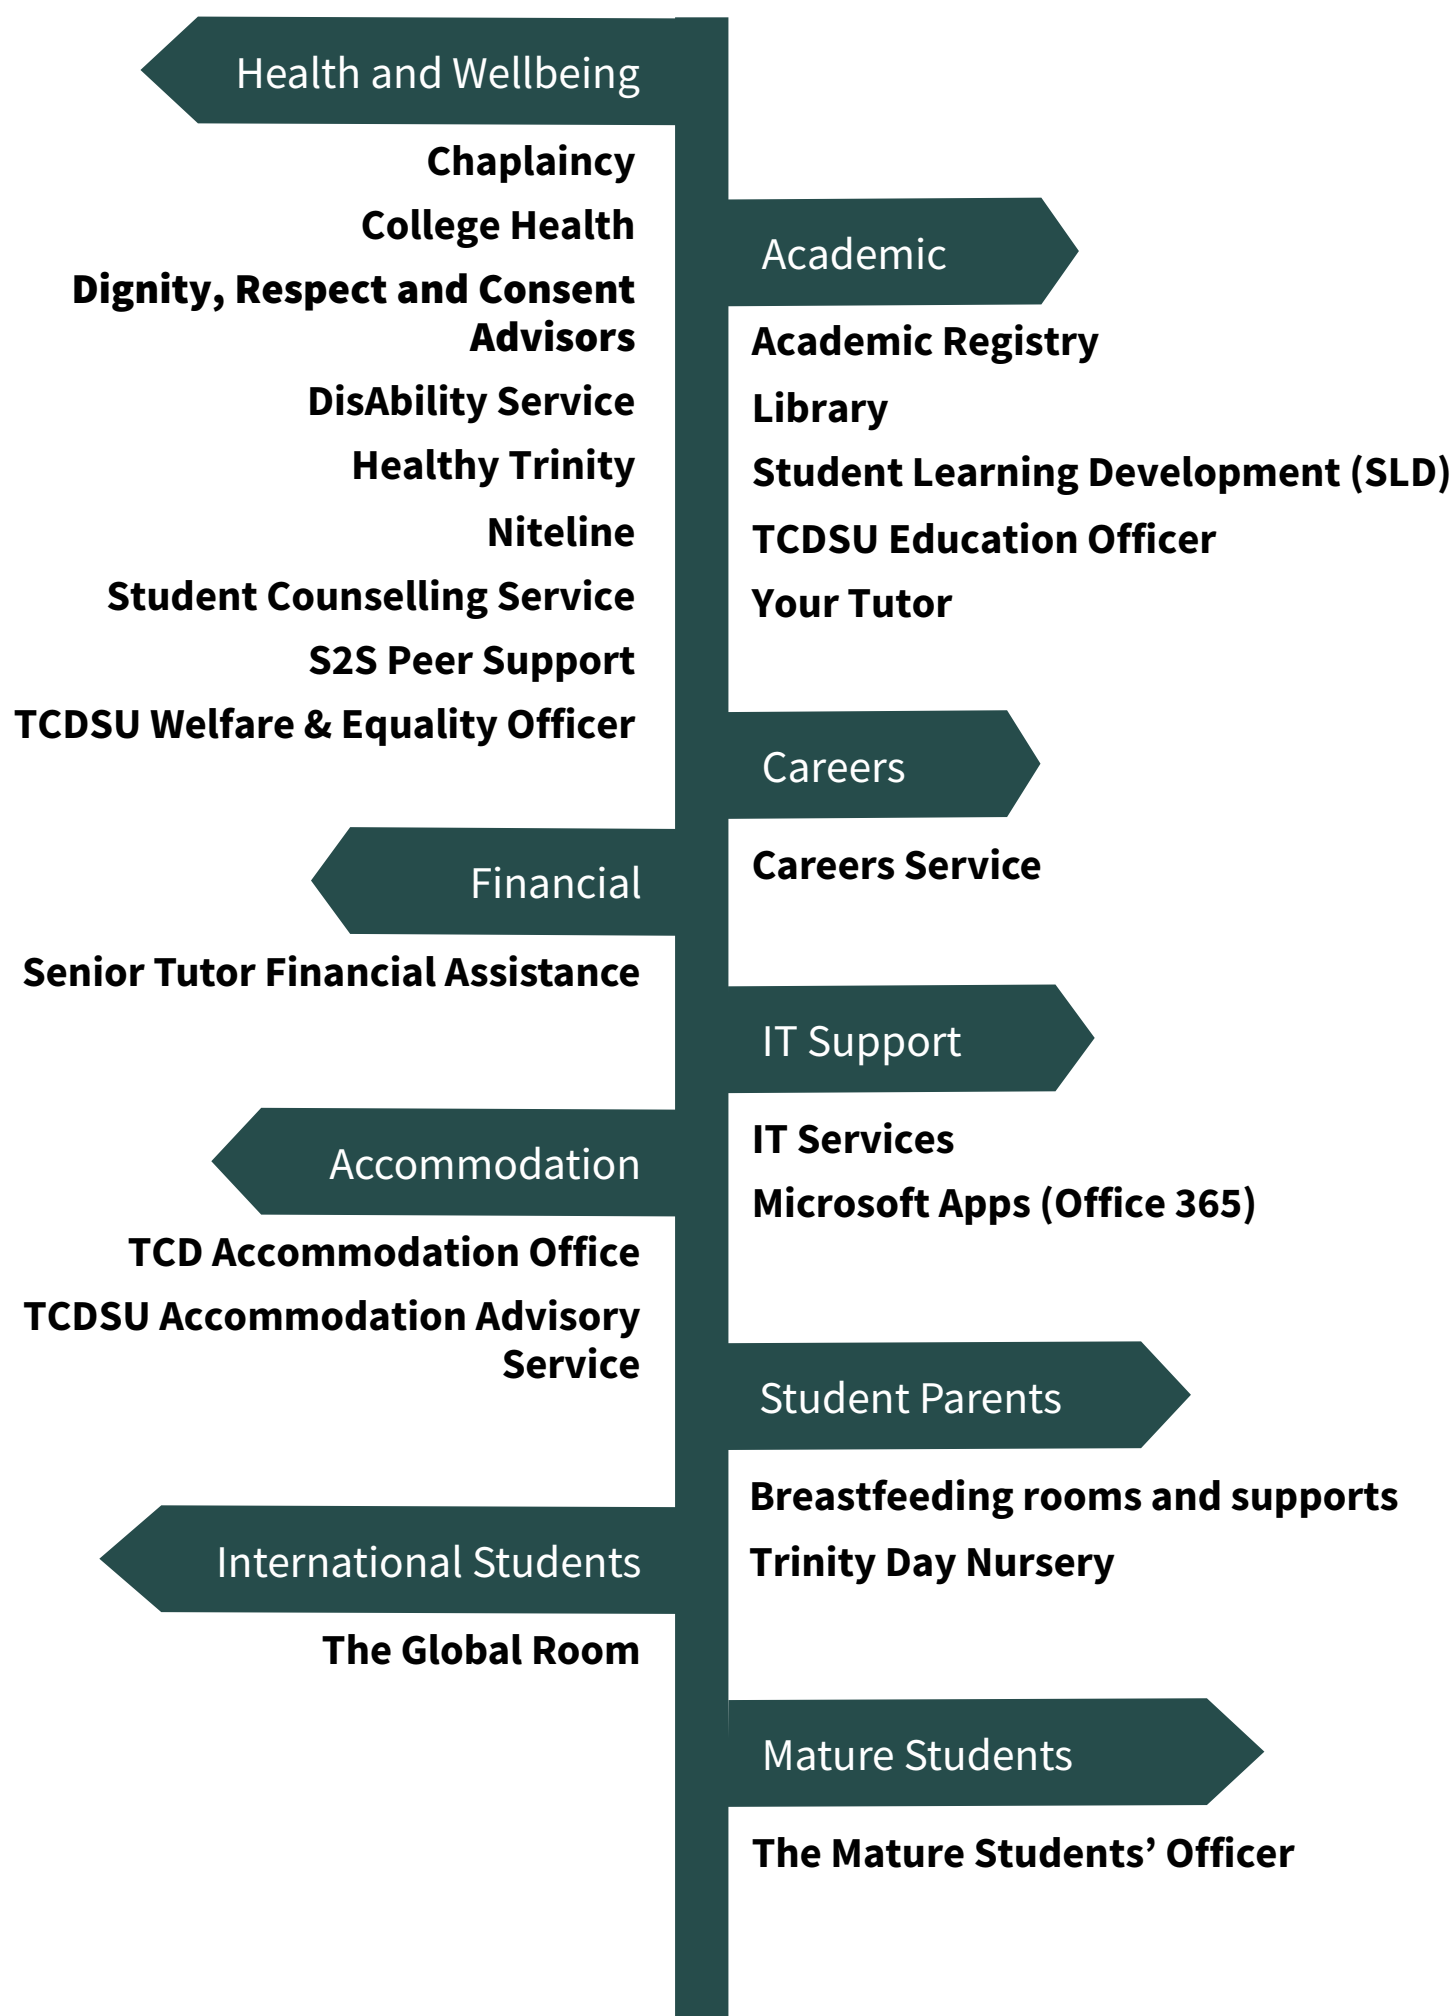 Health and Wellbeing
Chaplaincy
College Health
Dignity, Respect and Consent
Advisors
DisAbility Service
Healthy Trinity
Niteline
Student Counselling Service
S2S Peer Support
TCDSU Welfare & Equality Officer
Financial
Senior Tutor Financial Assistance
Accommodation
TCD Accommodation Office
TCDSU Accommodation Advisory
Service
International Students
The Global Room
Academic
Academic Registry
Library
Student Learning Development (SLD)
TCDSU Education Officer
Your Tutor
Careers
Careers Service
IT Support
IT Services
Microsoft Apps (Office 365)
Student Parents
Breastfeeding rooms and supports
Trinity Day Nursery
Mature Students
The Mature Students’ Officer